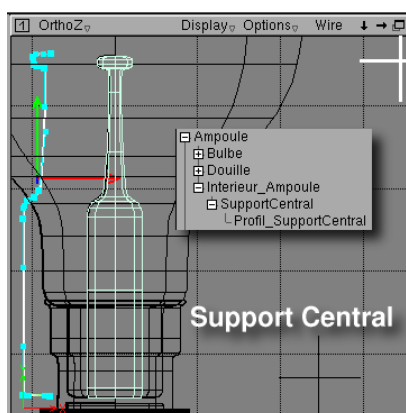 1 OrthoZ Display Options Wire
Ampoule
Bulbe
Douille
Interieur_Ampoule
SupportCentral
Profil_SupportCentral
Support Central
x